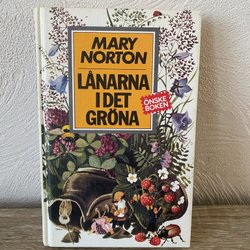 MARY
NORTON
LÅNARNA
I DET
GRÖNA
ÖNSKE
BOKEN